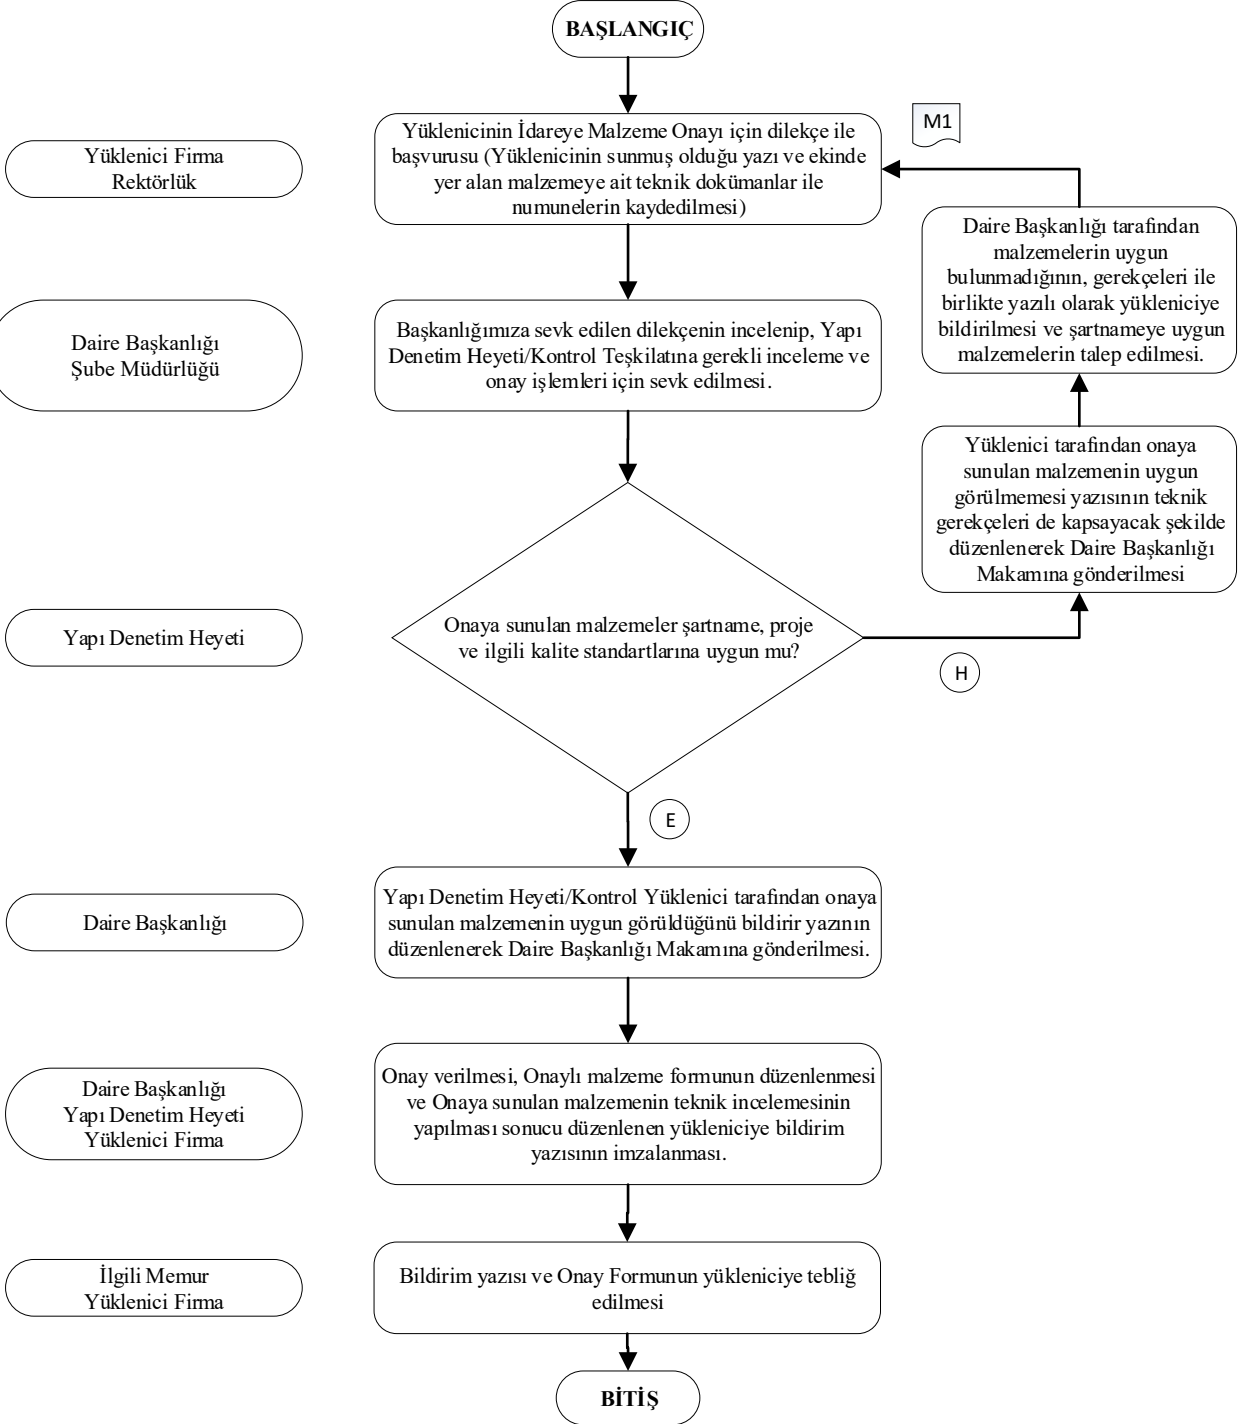 BAŞLANGIÇ
M1
Yüklenici Firma
Rektörlük
Yüklenicinin İdareye Malzeme Onayı için dilekçe ile
başvurusu (Yüklenicinin sunmuş olduğu yazı ve ekinde
yer alan malzemeye ait teknik dokümanlar ile
numunelerin kaydedilmesi)
Daire Başkanlığı tarafından
malzemelerin uygun
bulunmadığının, gerekçeleri ile
birlikte yazılı olarak yükleniciye
bildirilmesi ve şartnameye uygun
malzemelerin talep edilmesi.
Daire Başkanlığı
Şube Müdürlüğü
Başkanlığımıza sevk edilen dilekçenin incelenip, Yapı
Denetim Heyeti/Kontrol Teşkilatına gerekli inceleme ve
onay işlemleri için sevk edilmesi.
Yüklenici tarafından onaya
sunulan malzemenin uygun
görülmemesi yazısının teknik
gerekçeleri de kapsayacak şekilde
düzenlenerek Daire Başkanlığı
Makamına gönderilmesi
Yapı Denetim Heyeti
Onaya sunulan malzemeler şartname, proje
ve ilgili kalite standartlarına uygun mu?
H
E
Daire Başkanlığı
Yapı Denetim Heyeti/Kontrol Yüklenici tarafından onaya
sunulan malzemenin uygun görüldüğünü bildirir yazının
düzenlenerek Daire Başkanlığı Makamına gönderilmesi.
Daire Başkanlığı
Yapı Denetim Heyeti
Yüklenici Firma
Onay verilmesi, Onaylı malzeme formunun düzenlenmesi
ve Onaya sunulan malzemenin teknik incelemesinin
yapılması sonucu düzenlenen yükleniciye bildirim
yazısının imzalanması.
İlgili Memur
Yüklenici Firma
Bildirim yazısı ve Onay Formunun yükleniciye tebliğ
edilmesi
BİTİŞ